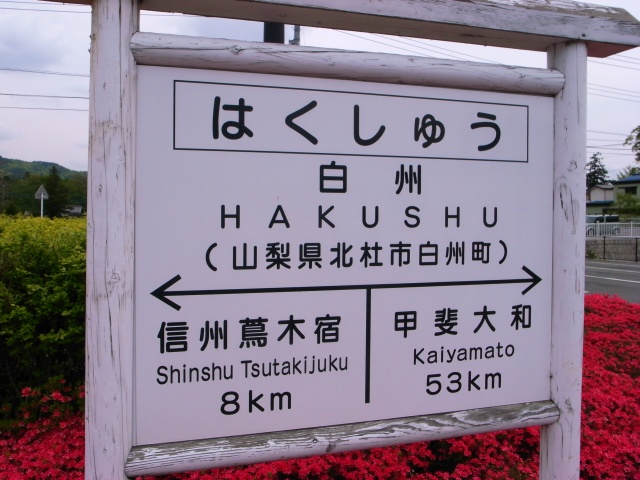 はくしゅう
白州
HAKUSHU
(山梨県北杜市白州町)
信州蔦木宿
Shinshu Tsutakijuku
8km
甲斐大和
Kaiyamato
53km